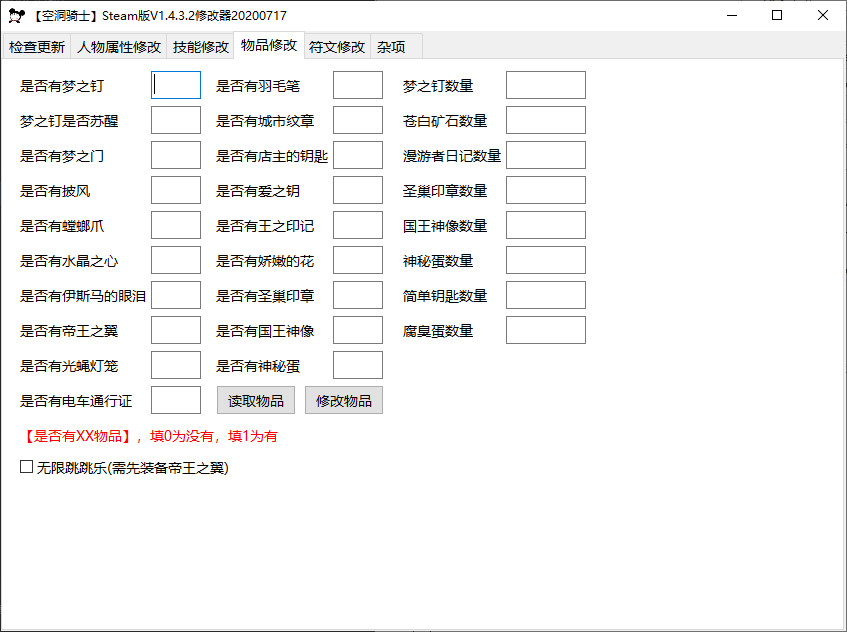 【空洞骑士】Steam版V1.4.3.2修改器20200717
检查更新 人物属性修改 技能修改 物品修改 符文修改 杂项
是否有梦之钉 是否有羽毛笔 梦之钉数量
梦之钉是否苏醒 是否有城市纹章 苍白矿石数量
是否有梦之门 是否有店主的钥匙 漫游者日记数量
是否有披风 是否有爱之钥 圣巢印章数量
是否有螳螂爪 是否有王之印记 国王神像数量
是否有水晶之心 是否有娇嫩的花 神秘蛋数量
是否有伊斯马的眼泪 是否有圣巢印章 简单钥匙数量
是否有帝王之翼 是否有国王神像 腐臭蛋数量
是否有光蝇灯笼 是否有神秘蛋
是否有电车通行证 读取物品 修改物品
【是否有XX物品】，填0为没有，填1为有
无限跳跳乐(需先装备帝王之翼)